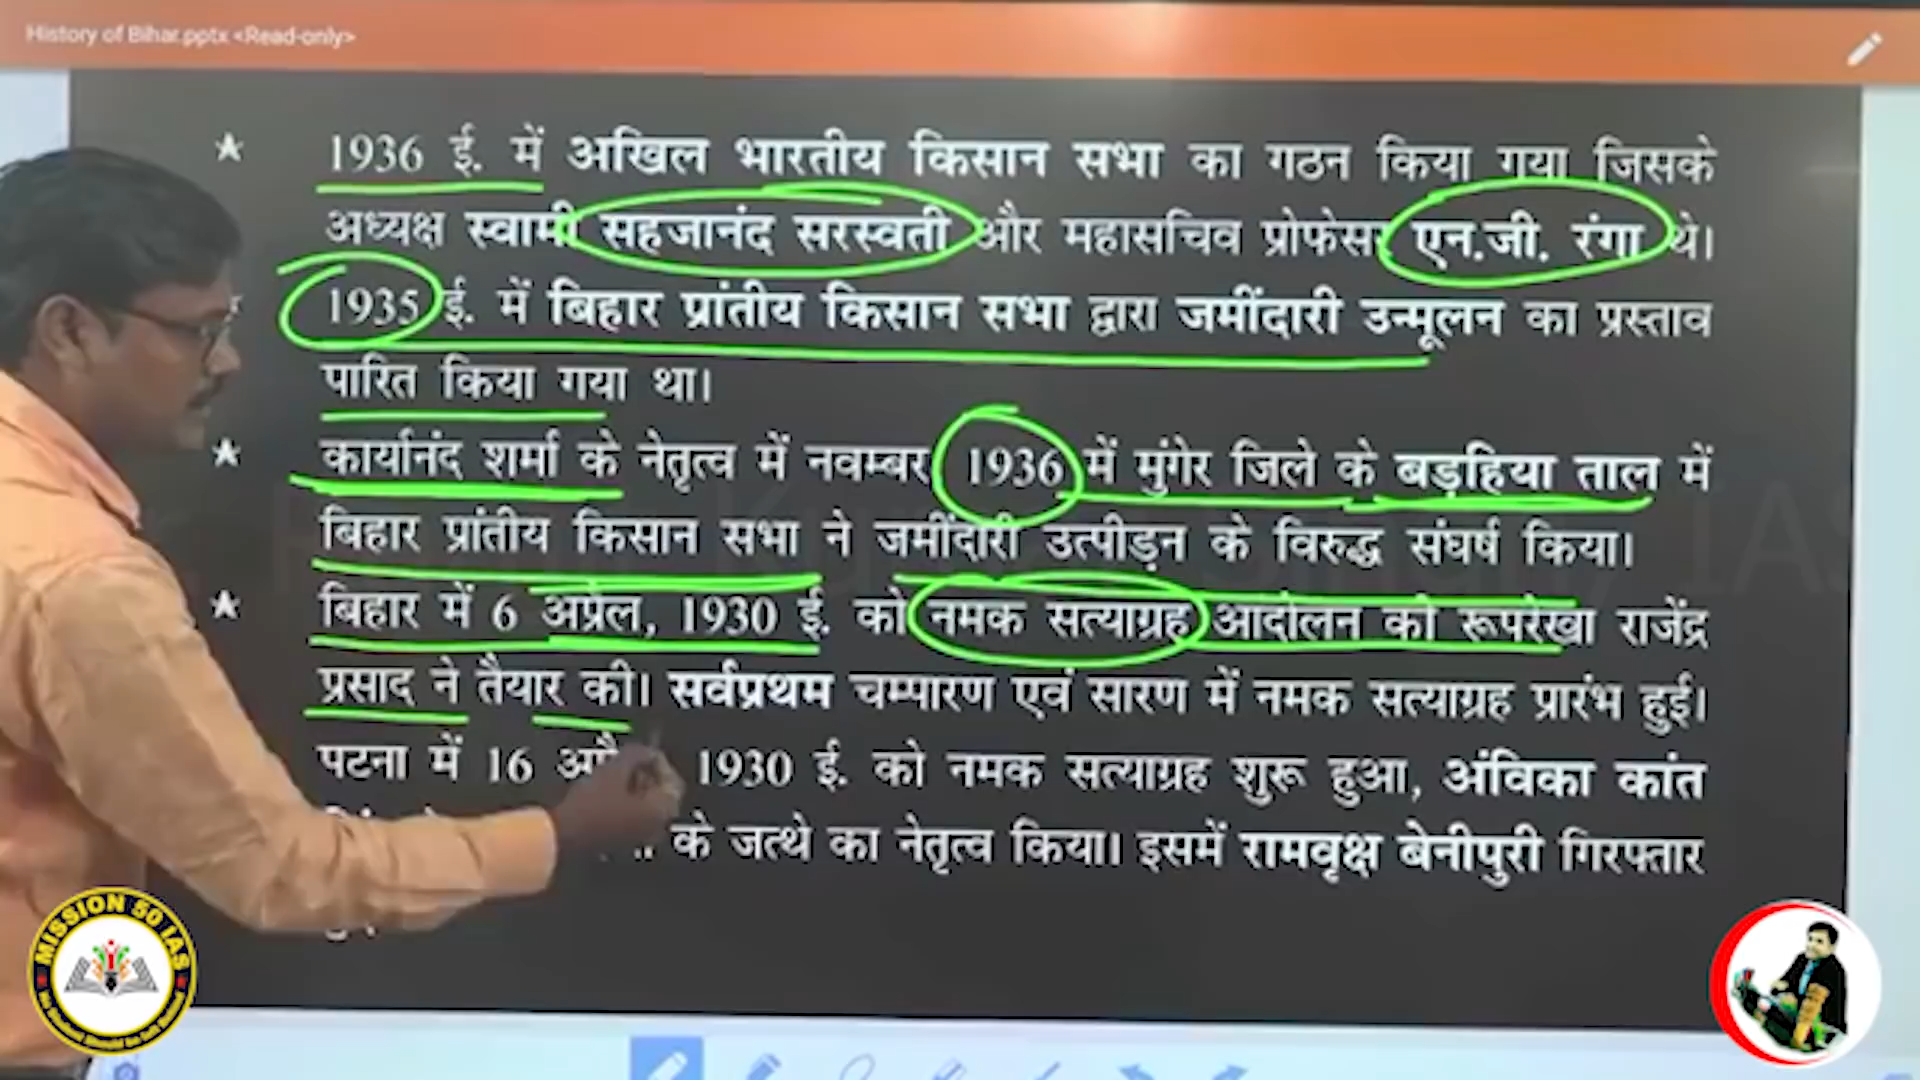 History of Bihar.pptx <Read-only>
★ 1936 ई. में अखिल भारतीय किसान सभा का गठन किया गया जिसके
अध्यक्ष स्वामी सहजानंद सरस्वती और महासचिव प्रोफेसर एन.जी. रंगा थे।
1935 ई. में बिहार प्रांतीय किसान सभा द्वारा जमींदारी उन्मूलन का प्रस्ताव
पारित किया गया था।
★ कार्यानंद शर्मा के नेतृत्व में नवम्बर 1936 में मुंगेर जिले के बड़हिया ताल में
बिहार प्रांतीय किसान सभा ने जमींदारी उत्पीड़न के विरुद्ध संघर्ष किया।
★ बिहार में 6 अप्रेल, 1930 ई. को नमक सत्याग्रह आंदोलन की रूपरेखा राजेंद्र
प्रसाद ने तैयार की। सर्वप्रथम चम्पारण एवं सारण में नमक सत्याग्रह प्रारंभ हुई।
पटना में 16 1930 ई. को नमक सत्याग्रह शुरू हुआ, अंविका कांत
के जत्थे का नेतृत्व किया। इसमें रामवृक्ष बेनीपुरी गिरफ्तार
MISSION 50 IAS